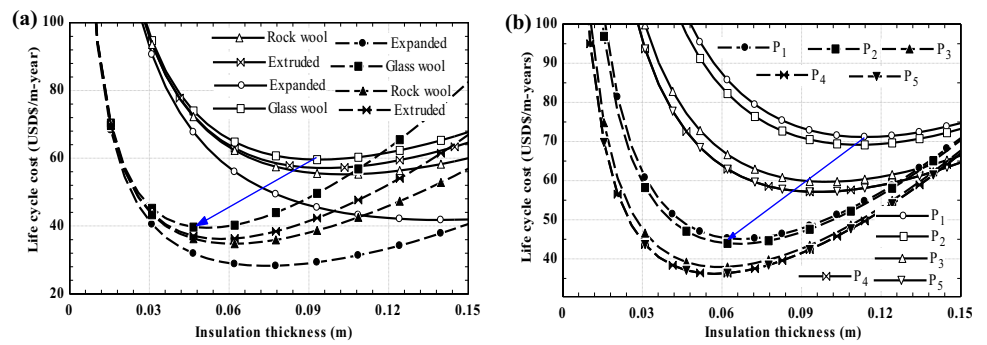 (a)
Life cycle cost (USD$/m-year)
100
80
60
40
20
0
0.03
0.06
0.09
0.12
0.15
Insulation thickness (m)
Rock wool
Extruded
Expanded
Glass wool
Expanded
Glass wool
Rock wool
Extruded
(b)
Life cycle cost (USD$/m-years)
100
90
80
70
60
50
40
30
0
0.03
0.06
0.09
0.12
0.15
Insulation thickness (m)
P1 P2 P3
P4 P5
P1
P2
P3
P4 P5